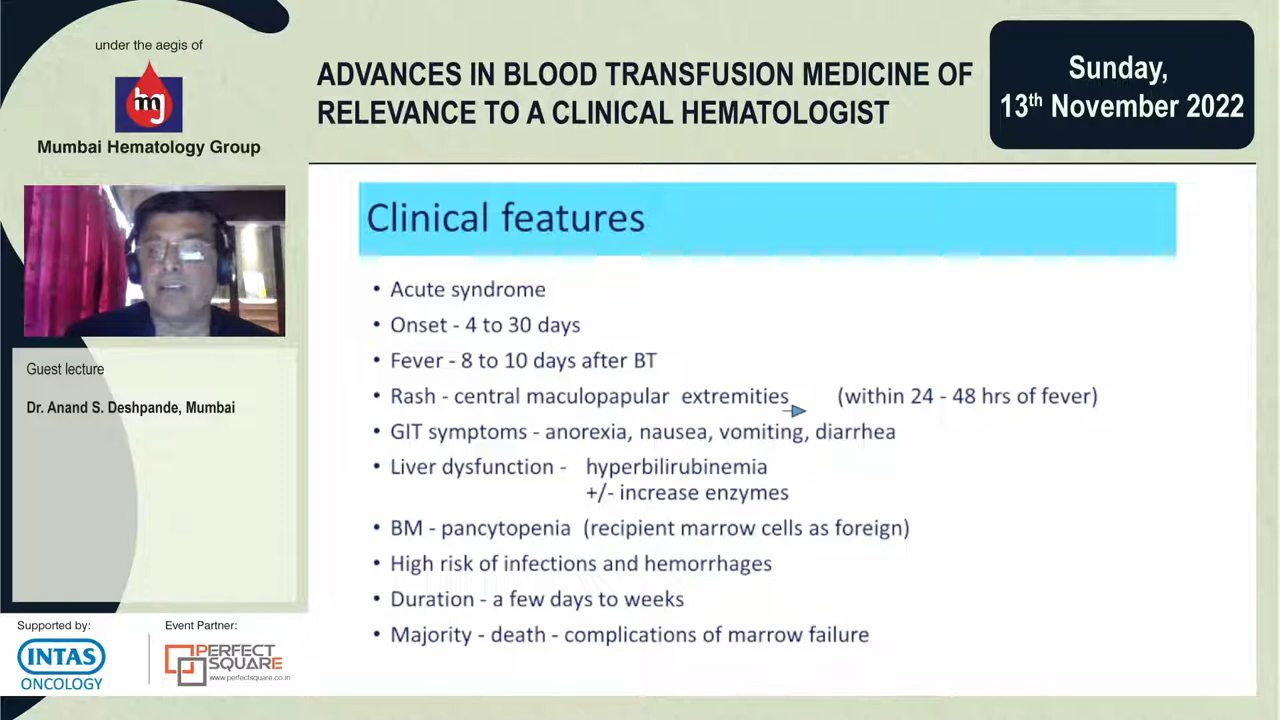 under the aegis of
mg
Mumbai Hematology Group
ADVANCES IN BLOOD TRANSFUSION MEDICINE OF
RELEVANCE TO A CLINICAL HEMATOLOGIST
Sunday,
13th November 2022
Guest lecture
Dr. Anand S. Deshpande, Mumbai
Clinical features
• Acute syndrome
• Onset - 4 to 30 days
• Fever - 8 to 10 days after BT
• Rash - central maculopapular extremities (within 24 - 48 hrs of fever)
• GIT symptoms - anorexia, nausea, vomiting, diarrhea
• Liver dysfunction - hyperbilirubinemia
+/- increase enzymes
• BM - pancytopenia (recipient marrow cells as foreign)
• High risk of infections and hemorrhages
• Duration - a few days to weeks
• Majority - death - complications of marrow failure
Supported by:
INTAS
ONCOLOGY
Event Partner:
PERFECT
SQUARE
www.perfectsquare.co.in